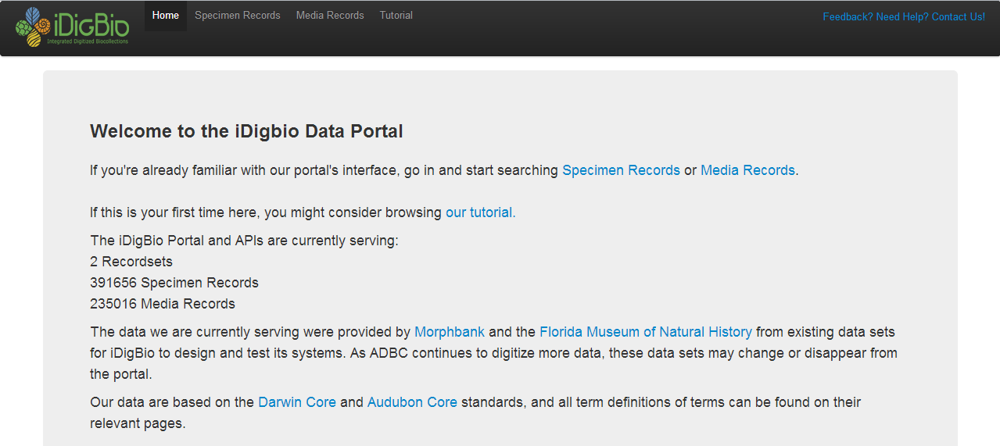 iDigBio
Integrated Digitized Biocollections
Home Specimen Records Media Records Tutorial
Feedback? Need Help? Contact Us!
Welcome to the iDigbio Data Portal
If you're already familiar with our portal's interface, go in and start searching Specimen Records or Media Records.
If this is your first time here, you might consider browsing our tutorial.
The iDigBio Portal and APIs are currently serving:
2 Recordsets
391656 Specimen Records
235016 Media Records
The data we are currently serving were provided by Morphbank and the Florida Museum of Natural History from existing data sets
for iDigBio to design and test its systems. As ADBC continues to digitize more data, these data sets may change or disappear from
the portal.
Our data are based on the Darwin Core and Audubon Core standards, and all term definitions of terms can be found on their
relevant pages.